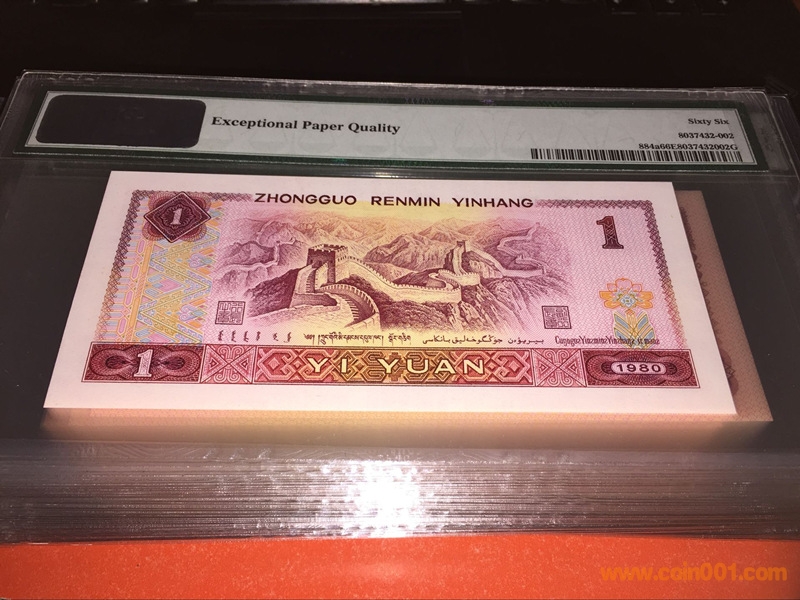 Exceptional Paper Quality
Sixty Six
8037432-002
884a66E8037432002G
ZHONGGUO RENMIN YINHANG
1
1
YI YUAN
1
1980
www.coin001.com